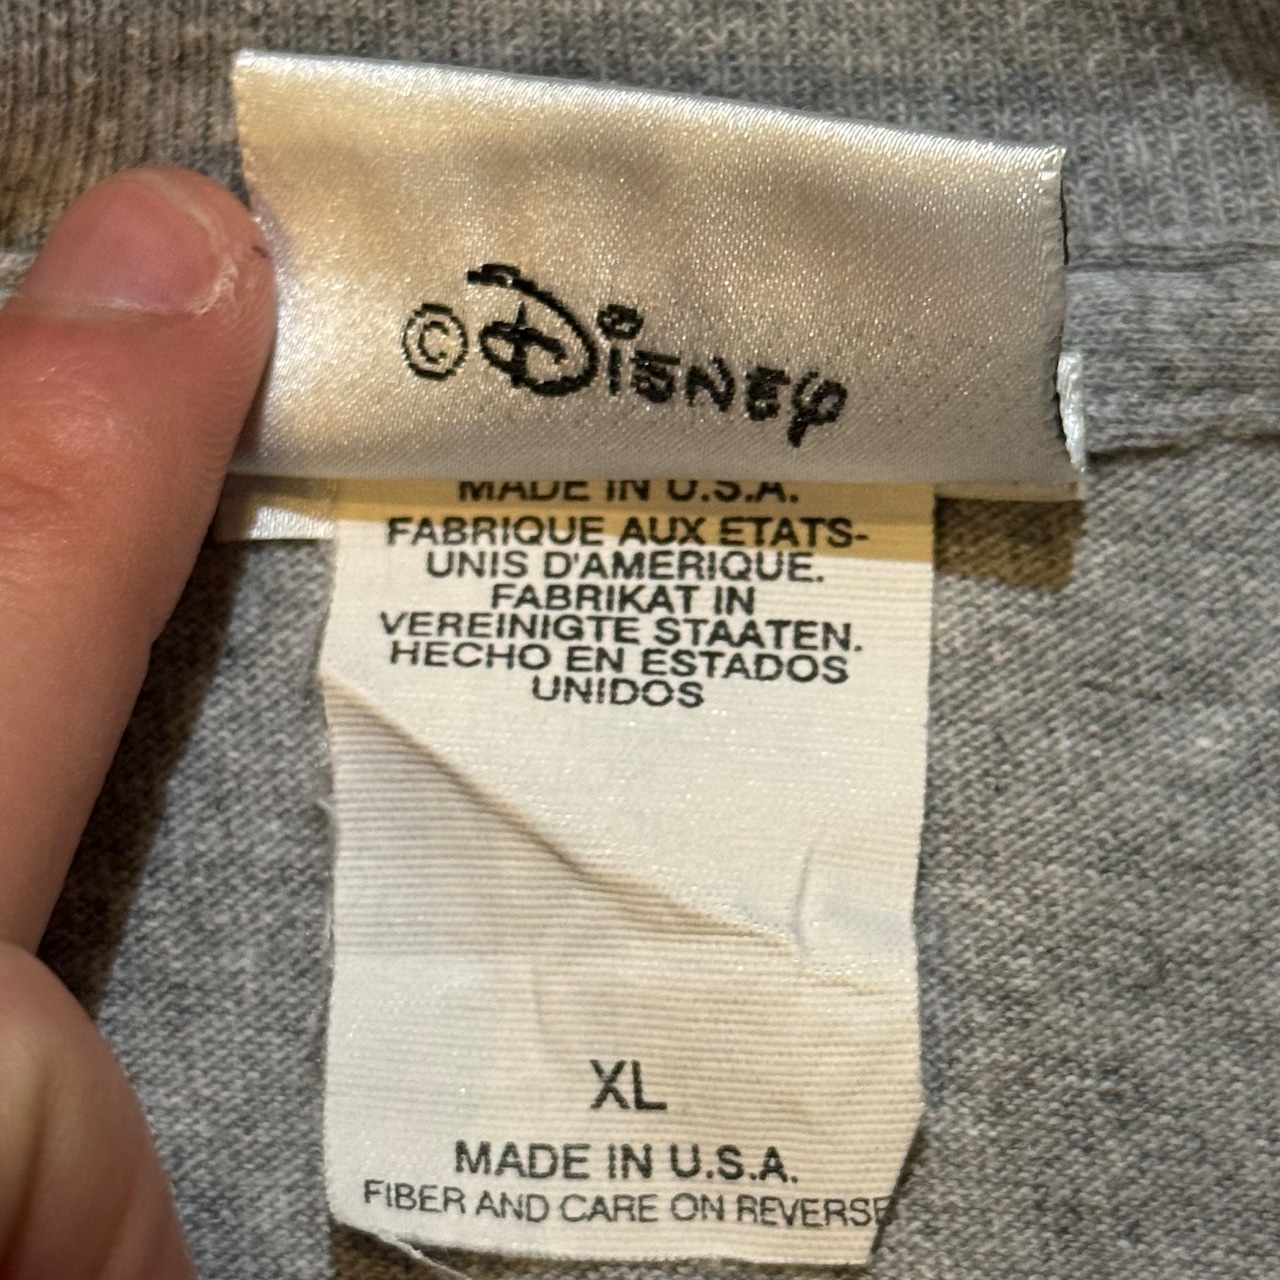 ©Disney
MADE IN U.S.A.
FABRIQUE AUX ETATS-
UNIS D'AMERIQUE.
FABRIKAT IN
VEREINIGTE STAATEN.
HECHO EN ESTADOS
UNIDOS
XL
MADE IN U.S.A.
FIBER AND CARE ON REVERSE